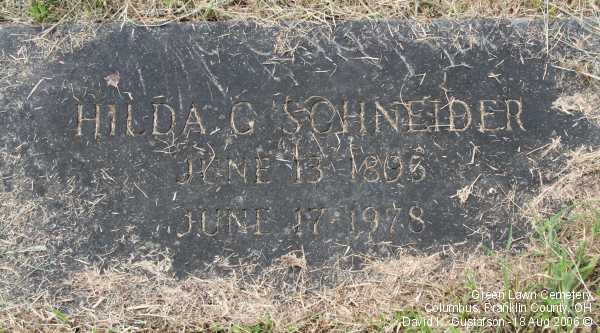 HILDA G SCHNEIDER
JUNE 13 1896
JUNE 17 1978
Green Lawn Cemetery
Columbus, Franklin County, OH
David K. Gustafson - 18 Aug 2006 ©